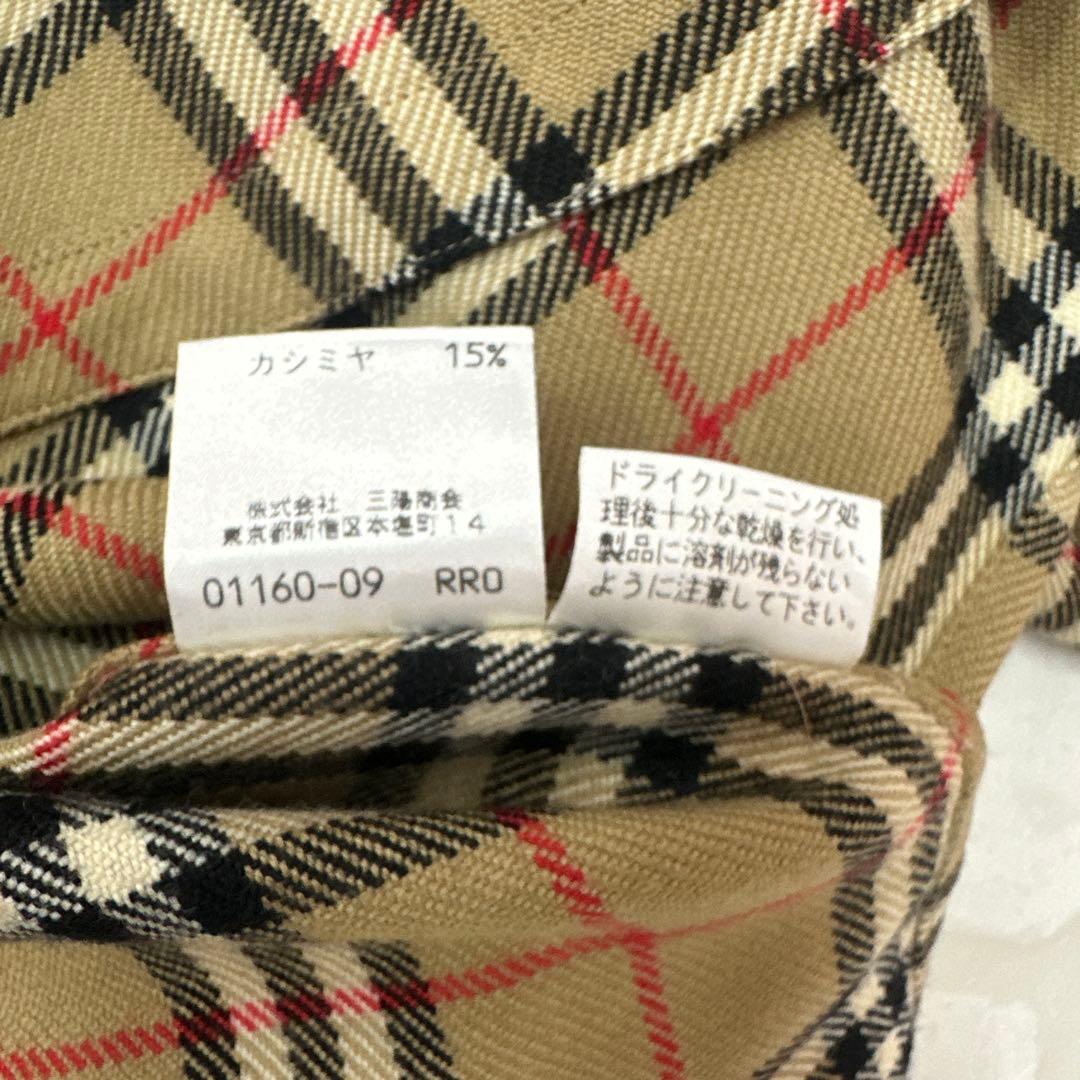 カシミヤ 15%
株式会社 三陽商会
東京都新宿区本塩町14
01160-09 RRO
ドライクリーニング処
理後十分な乾燥を行い、
製品に溶剤が残らない
ように注意して下さい。